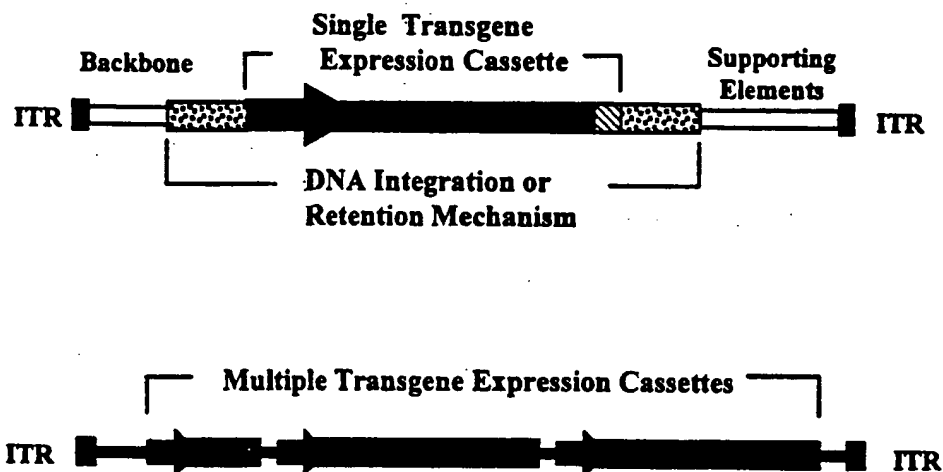 Single Transgene
Expression Cassette
Backbone
Supporting
Elements
ITR
ITR
DNA Integration or
Retention Mechanism
Multiple Transgene Expression Cassettes
ITR
ITR